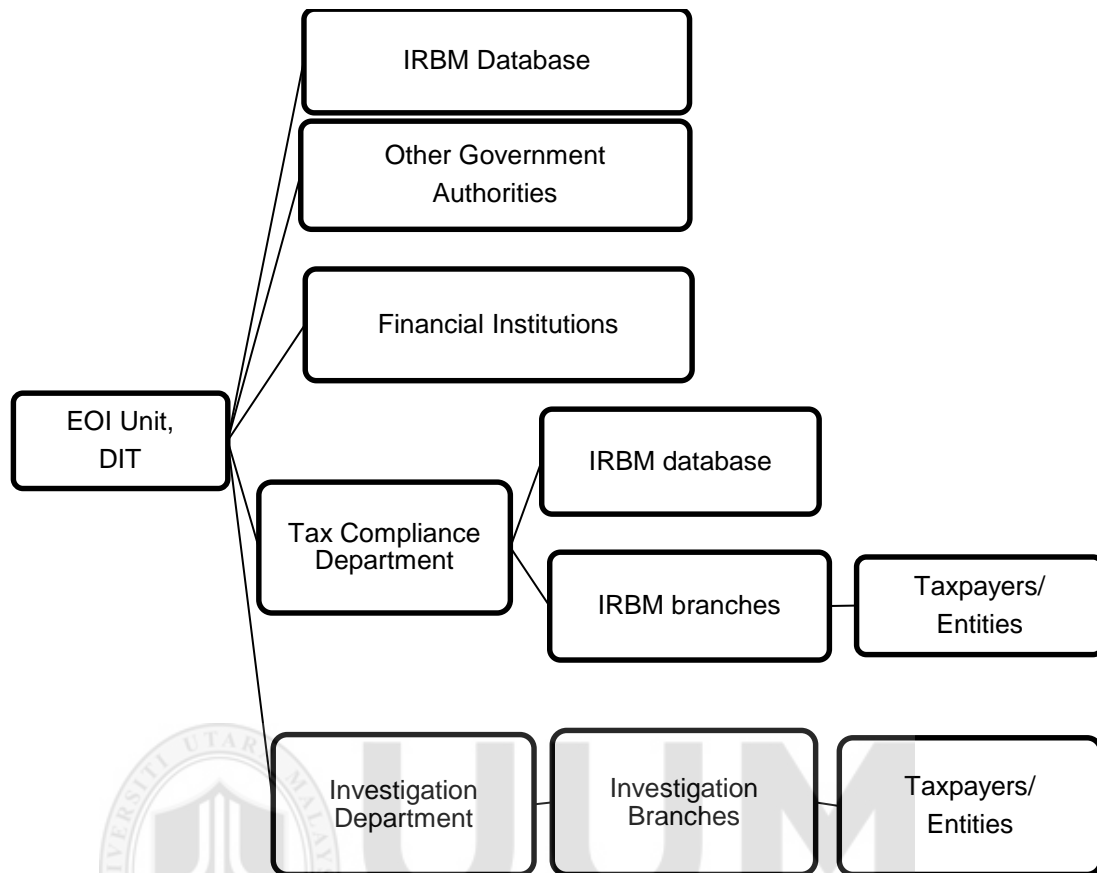 IRBM Database
Other Government
Authorities
Financial Institutions
EOI Unit,
DIT
IRBM database
Tax Compliance
Department
IRBM branches
Taxpayers/
Entities
Investigation
Department
Investigation
Branches
Taxpayers/
Entities
UUM